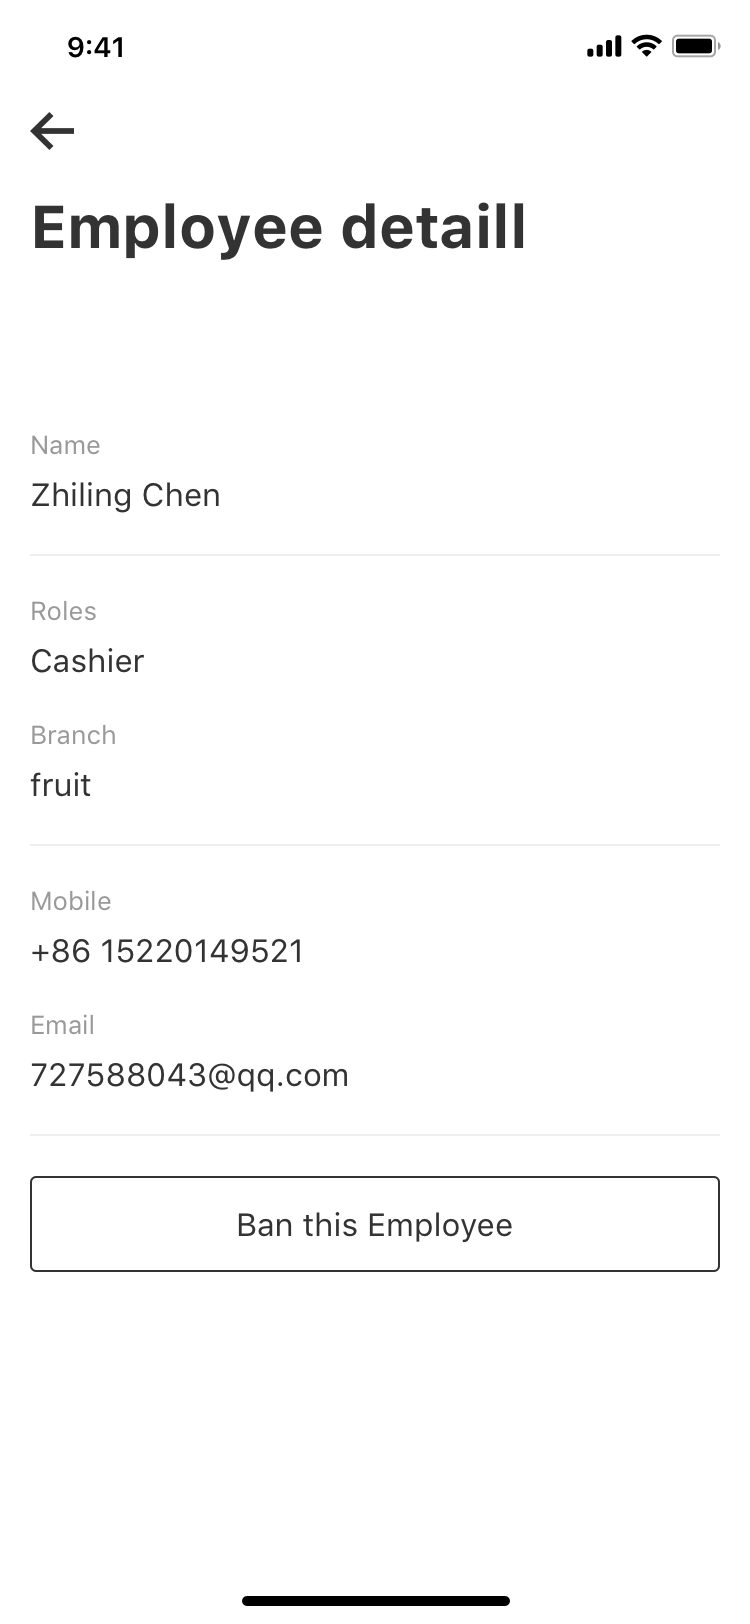 9:41
Employee detaill
Name
Zhiling Chen
Roles
Cashier
Branch
fruit
Mobile
+86 15220149521
Email
727588043@qq.com
Ban this Employee